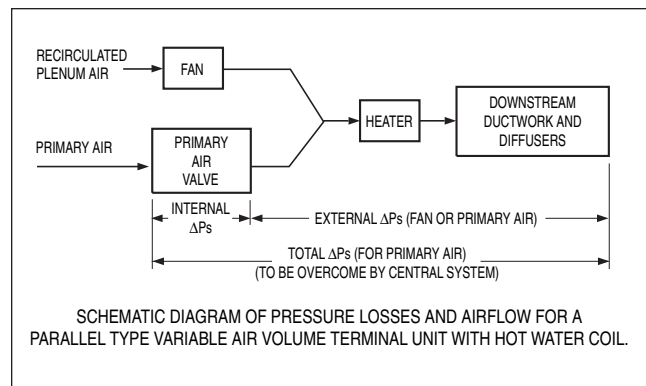 RECIRCULATED
PLENUM AIR
FAN
HEATER
DOWNSTREAM
DUCTWORK AND
DIFFUSERS
PRIMARY AIR
PRIMARY
AIR
VALVE
INTERNAL
ΔPs
EXTERNAL ΔPs (FAN OR PRIMARY AIR)
TOTAL ΔPs (FOR PRIMARY AIR)
(TO BE OVERCOME BY CENTRAL SYSTEM)
SCHEMATIC DIAGRAM OF PRESSURE LOSSES AND AIRFLOW FOR A
PARALLEL TYPE VARIABLE AIR VOLUME TERMINAL UNIT WITH HOT WATER COIL.